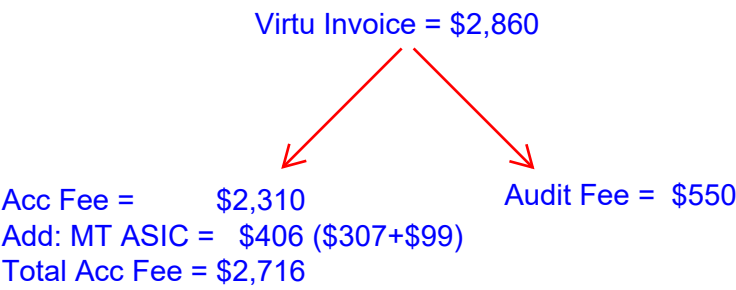 Virtu Invoice = $2,860
Acc Fee = $2,310
Audit Fee = $550
Add: MT ASIC = $406 ($307+$99)
Total Acc Fee = $2,716